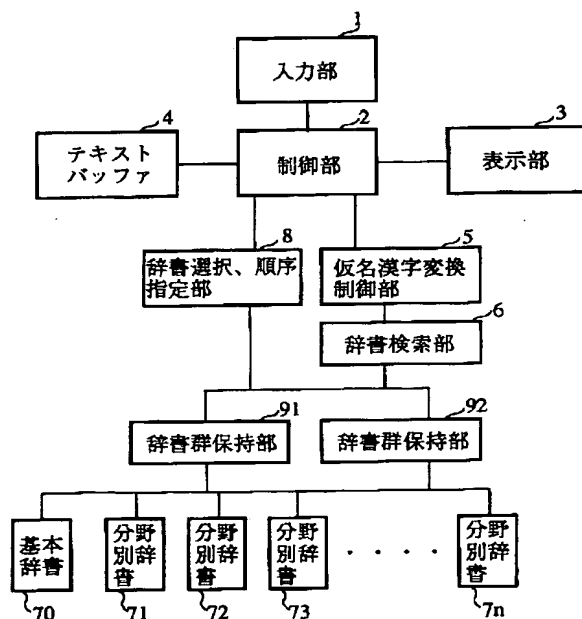 1
入力部
4
テキスト
バッファ
2
制御部
3
表示部
8
辞書選択、順序
指定部
5
仮名漢字変換
制御部
6
辞書検索部
91
辞書群保持部
92
辞書群保持部
基本
辞書
70
分野
別辞
書
71
分野
別辞
書
72
分野
別辞
書
73
・・・・
分野
別辞
書
7n